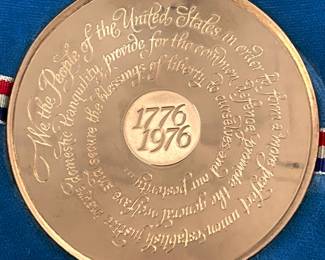 We the People of the United States in order to form a more perfect union establish justice insure
domestic tranquility, provide for the common defense promote the general welfare and
secure the blessings of liberty to ourselves and our posterity...
1776
1976